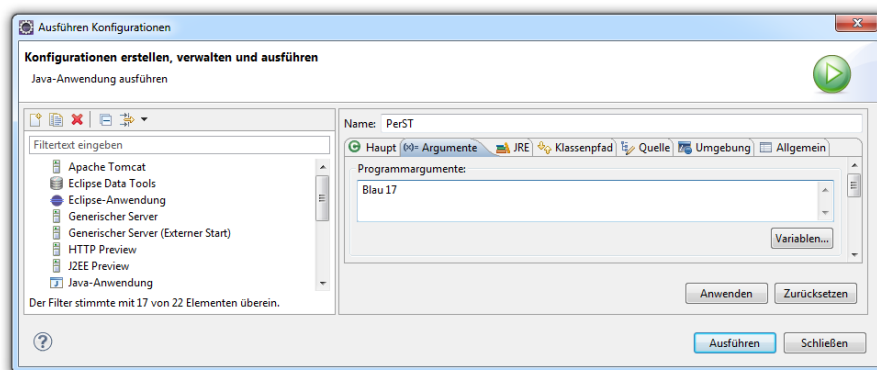 Ausführen Konfigurationen
Konfigurationen erstellen, verwalten und ausführen
Java-Anwendung ausführen
Filtertext eingeben
Apache Tomcat
Eclipse Data Tools
Eclipse-Anwendung
Generischer Server
Generischer Server (Externer Start)
HTTP Preview
J2EE Preview
Java-Anwendung
Der Filter stimmte mit 17 von 22 Elementen überein.
Name: PerST
Haupt (x)= Argumente JRE Klassenpfad Quelle Umgebung Allgemein
Programmargumente:
Blau 17
Variablen...
Anwenden Zurücksetzen
Ausführen Schließen